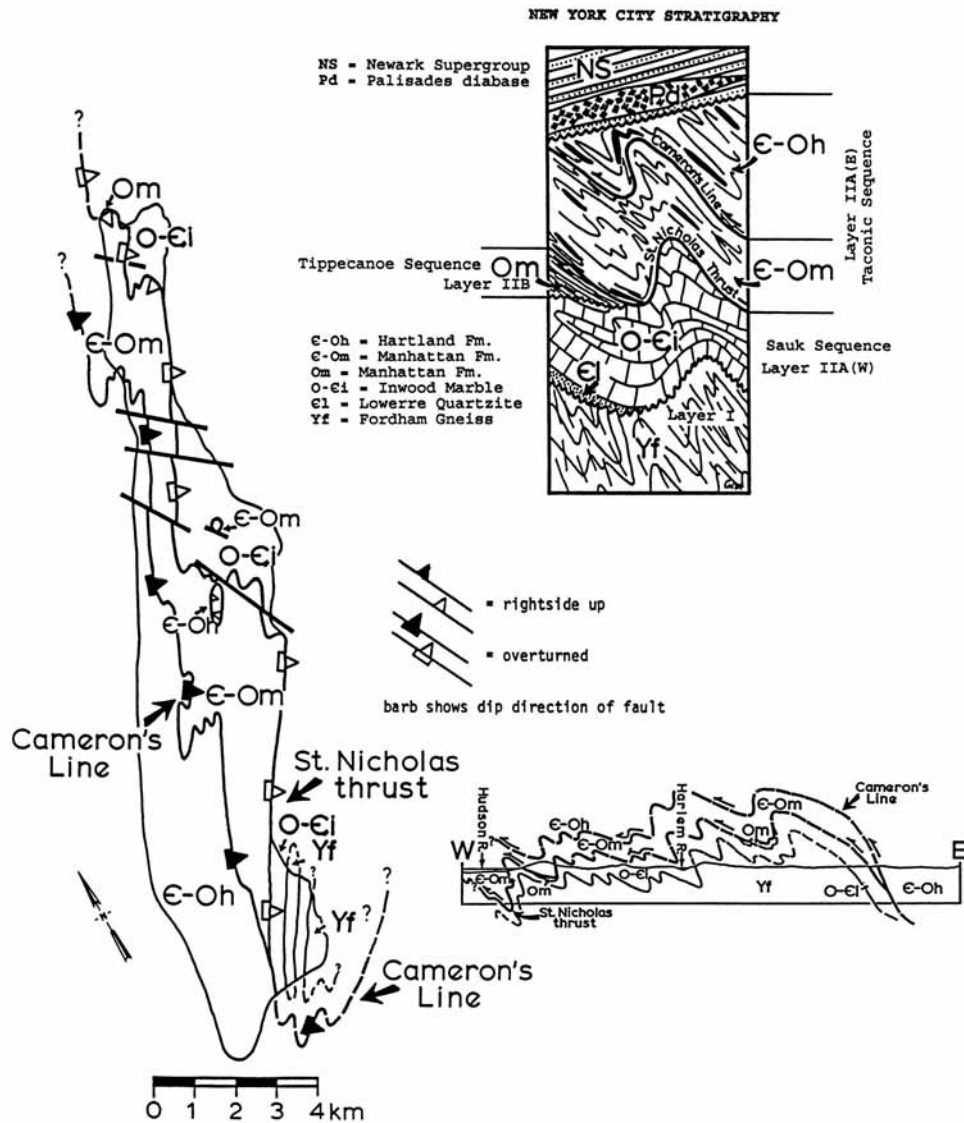 NEW YORK CITY STRATIGRAPHY
NS = Newark Supergroup
Pd = Palisades diabase
NS
Pd
Cameron's Line
Є-Oh
Layer IIA(E)
Taconic Sequence
St. Nicholas Thrust
Є-Om
Tippecanoe Sequence
Layer IIB
Om
Є-Oh = Hartland Fm.
Є-Om = Manhattan Fm.
Om = Manhattan Fm.
O-Єi = Inwood Marble
Єl = Lowerre Quartzite
Yf = Fordham Gneiss
O-Єi
Sauk Sequence
Layer IIA(W)
Єl
Layer I
Yf
?
Om
O-Єi
?
Є-Om
Є-Om
O-Єi
Є-Oh
Є-Om
Cameron's
Line
St. Nicholas
thrust
O-Єi
Yf
?
Yf
?
?
Є-Oh
Cameron's
Line
N
0 1 2 3 4 km
= rightside up
= overturned
barb shows dip direction of fault
W
E
Hudson R.
Harlem R.
Cameron's
Line
Є-Oh
Є-Om
Є-Om
Om
Є-Om
Om
O-Єi
Yf
O-Єi
Є-Oh
?
St. Nicholas
thrust